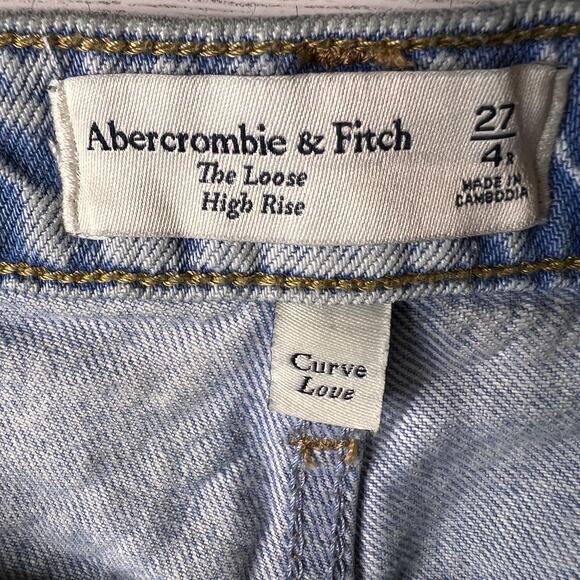 Abercrombie & Fitch
The Loose
High Rise
27
4R
MADE IN
CAMBODIA
Curve
Love